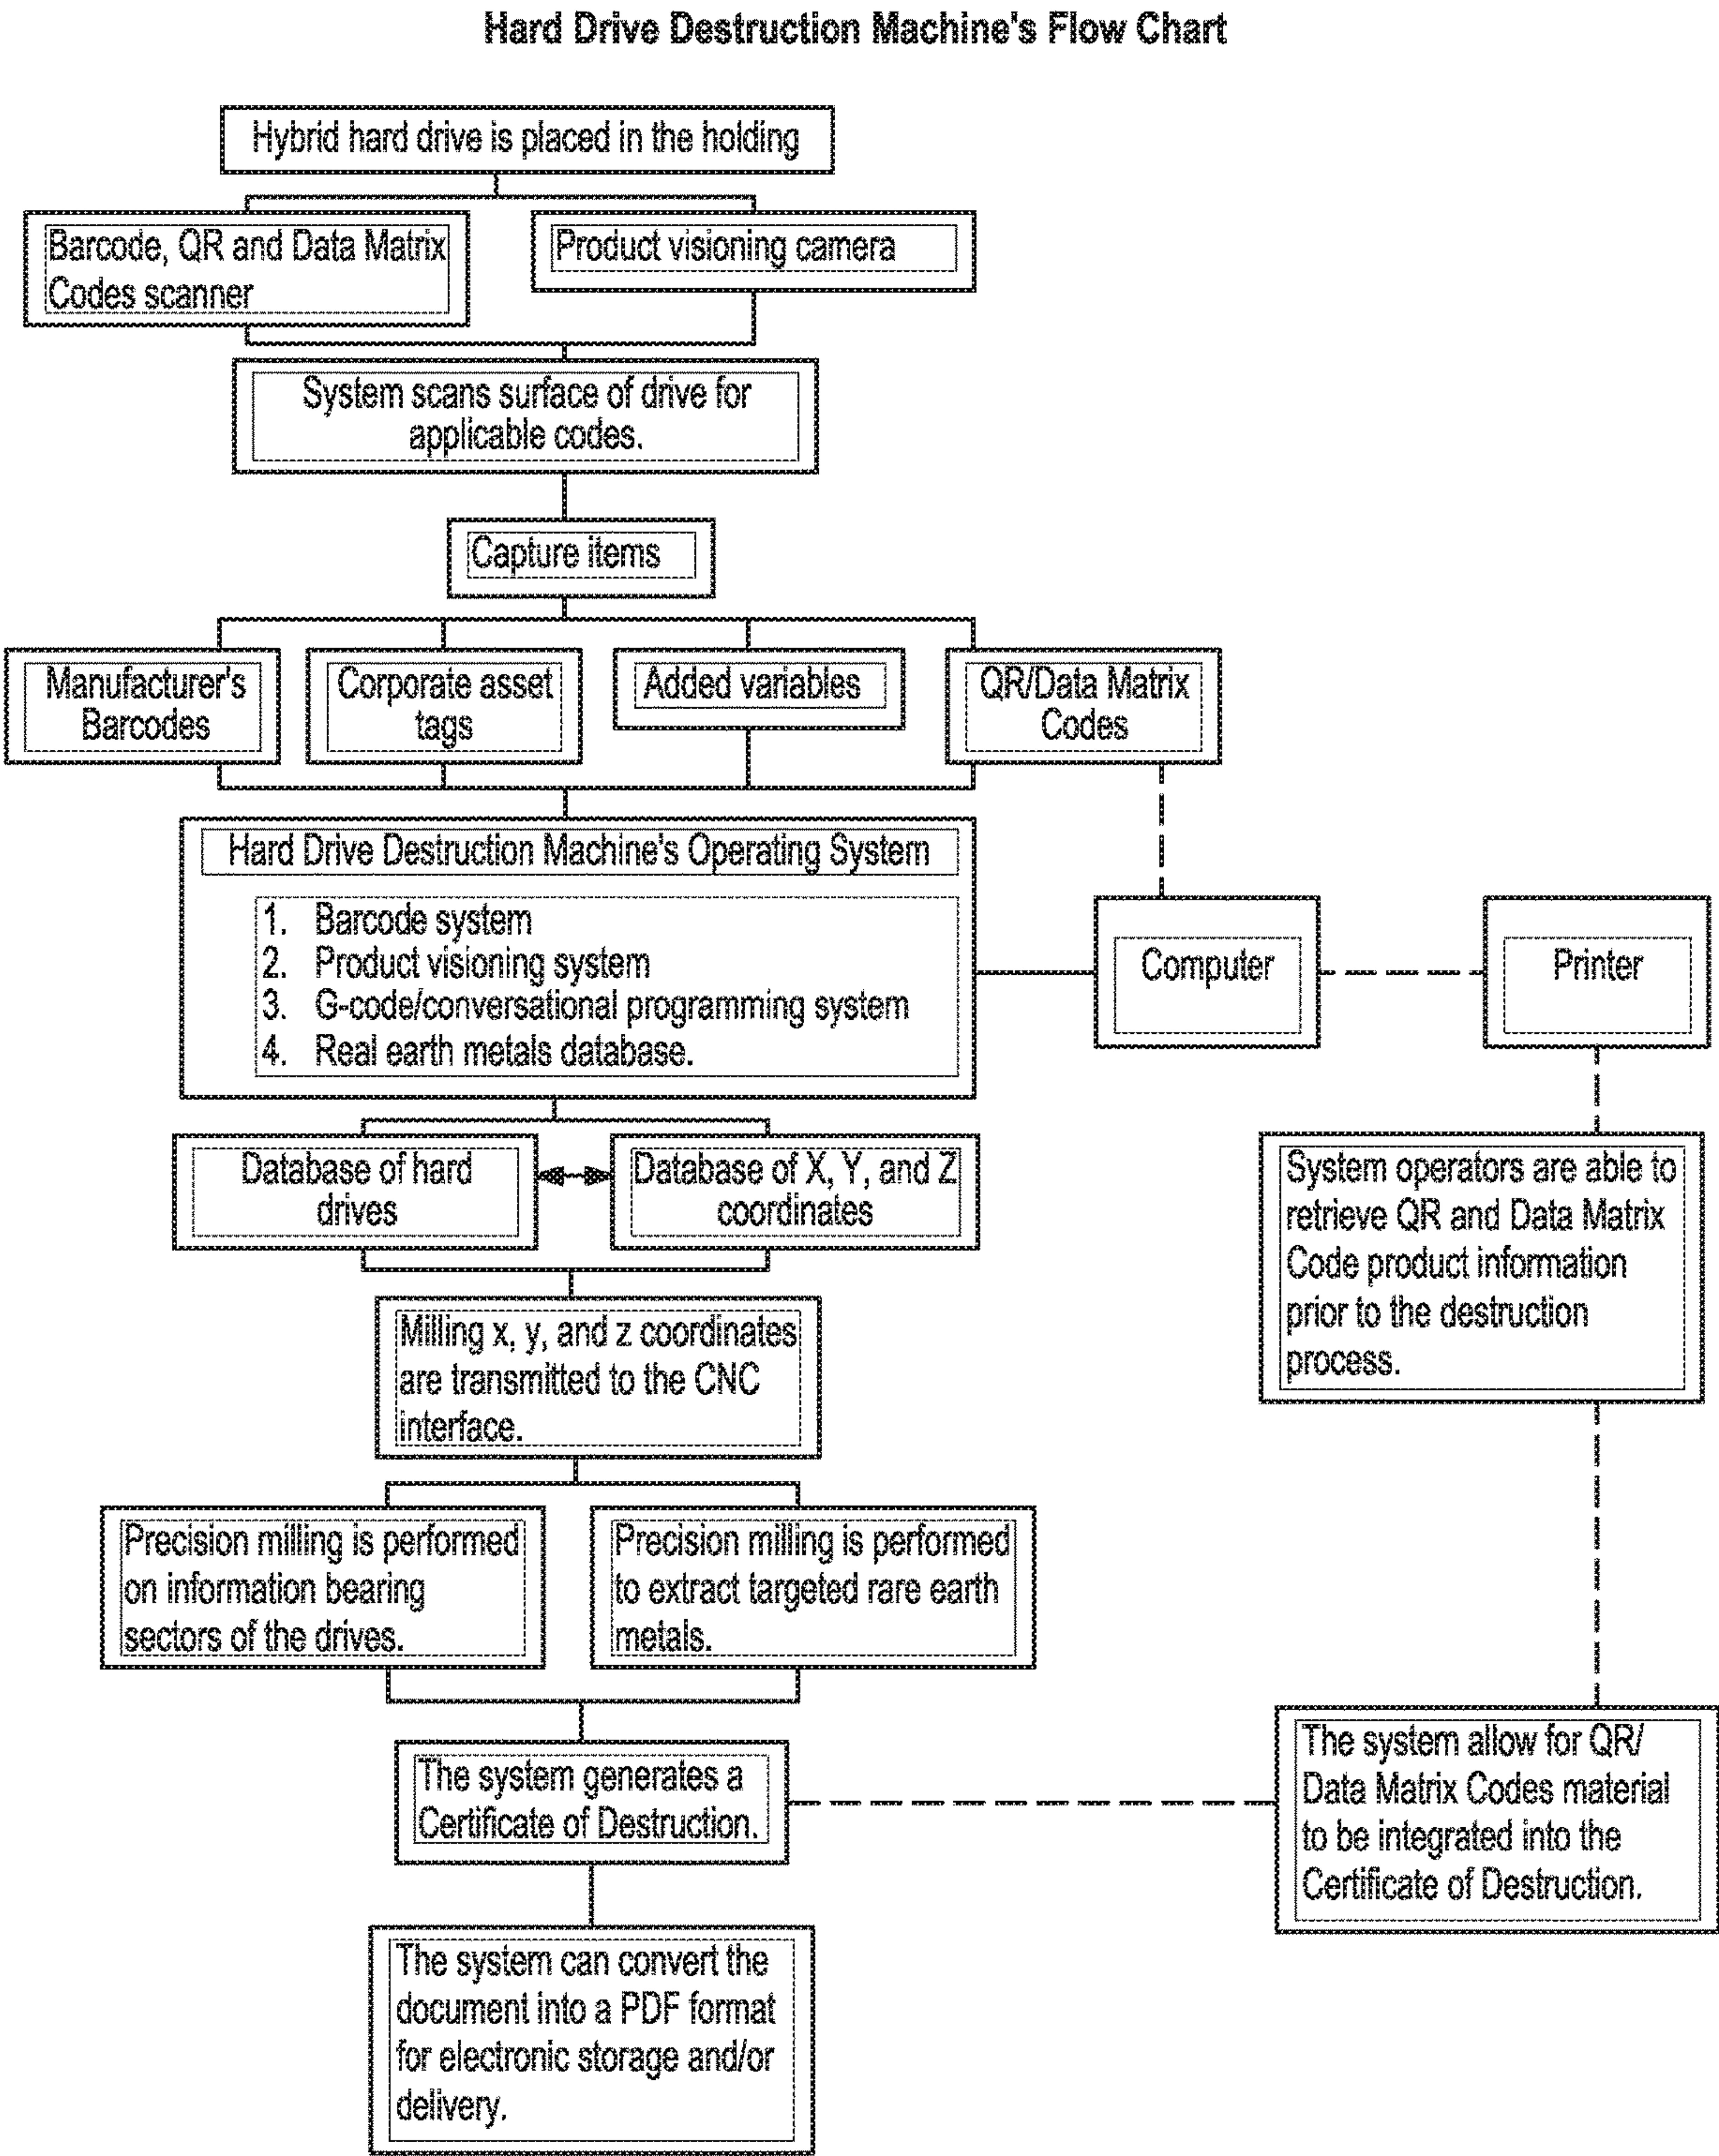 Hard Drive Destruction Machine's Flow Chart
Hybrid hard drive is placed in the holding
Barcode, QR and Data Matrix
Codes scanner
Product visioning camera
System scans surface of drive for
applicable codes.
Capture items
Manufacturer's
Barcodes
Corporate asset
tags
Added variables
QR/Data Matrix
Codes
Hard Drive Destruction Machine's Operating System
1. Barcode system
2. Product visioning system
3. G-code/conversational programming system
4. Real earth metals database.
Computer
Printer
Database of hard
drives
Database of X, Y, and Z
coordinates
System operators are able to
retrieve QR and Data Matrix
Code product information
prior to the destruction
process.
Milling x, y, and z coordinates
are transmitted to the CNC
interface.
Precision milling is performed
on information bearing
sectors of the drives.
Precision milling is performed
to extract targeted rare earth
metals.
The system generates a
Certificate of Destruction.
The system allow for QR/
Data Matrix Codes material
to be integrated into the
Certificate of Destruction.
The system can convert the
document into a PDF format
for electronic storage and/or
delivery.